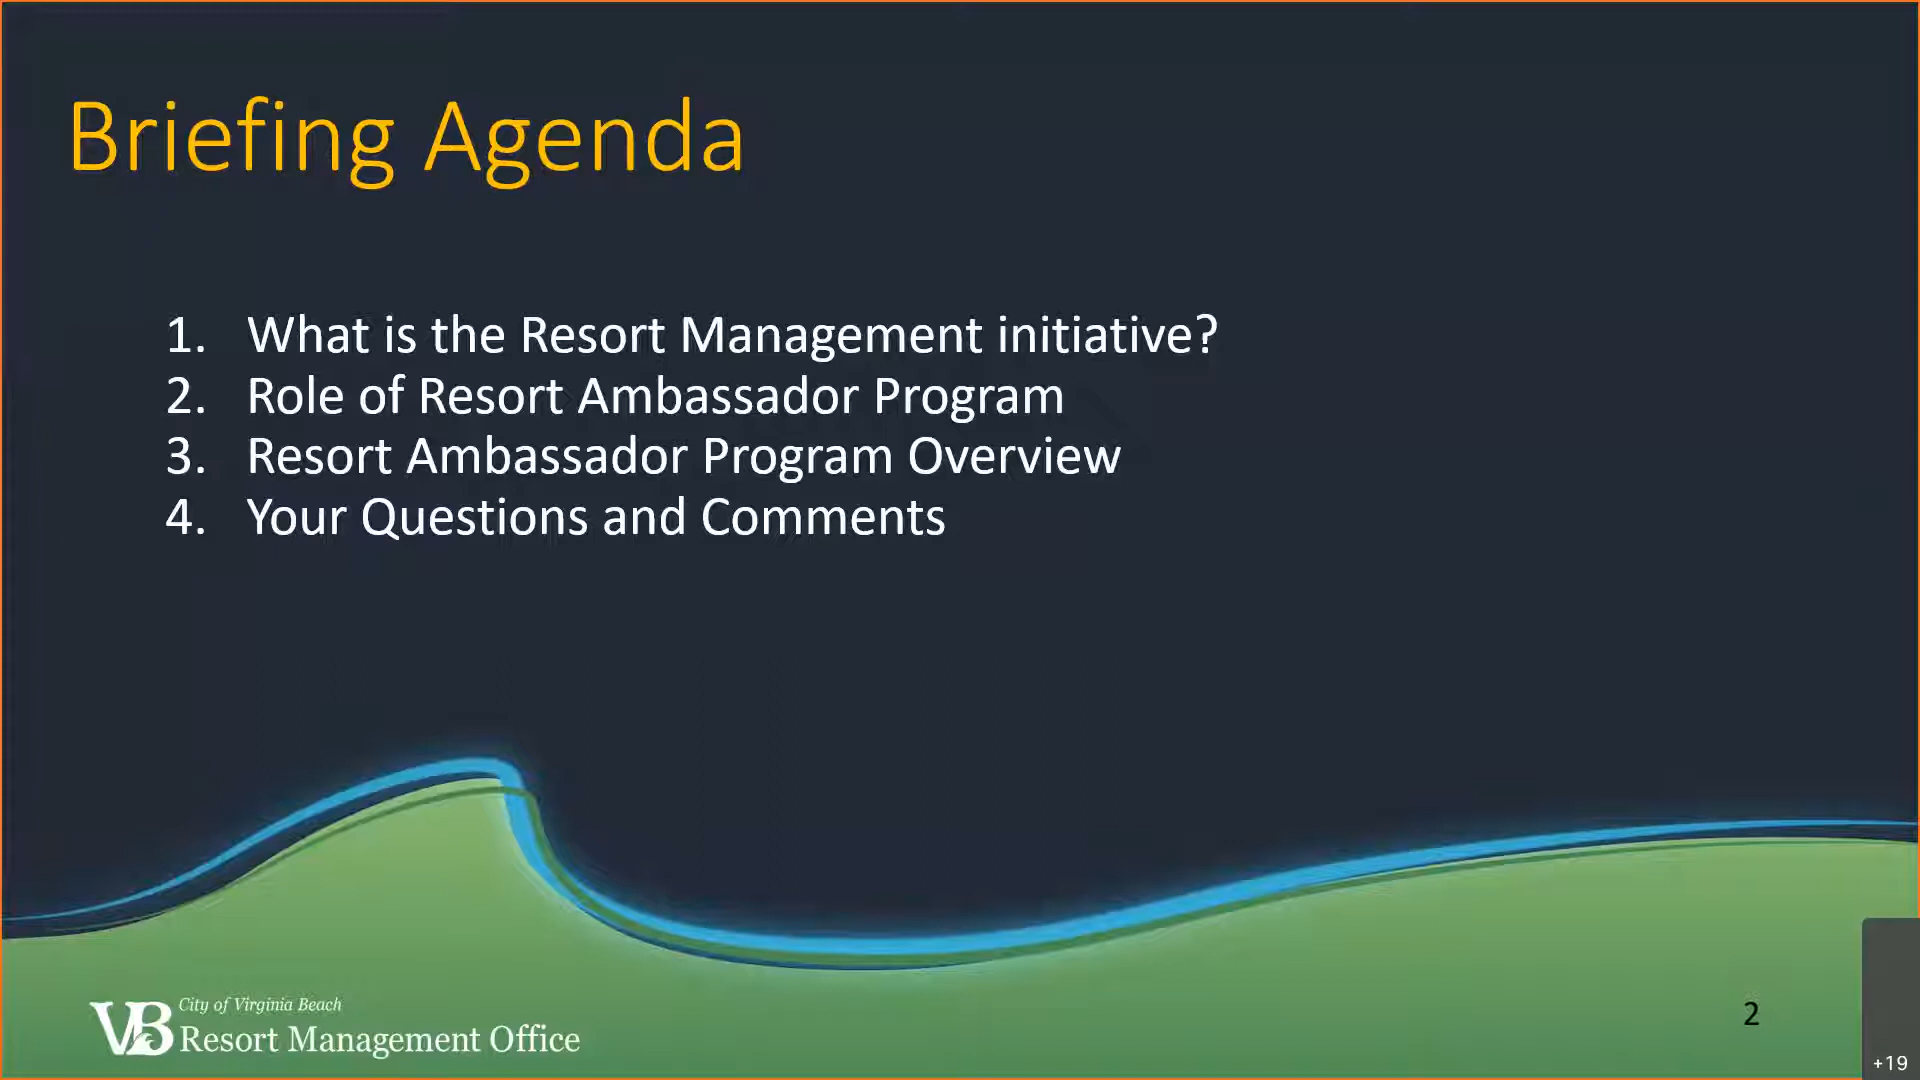 Briefing Agenda
1. What is the Resort Management initiative?
2. Role of Resort Ambassador Program
3. Resort Ambassador Program Overview
4. Your Questions and Comments
VB
City of Virginia Beach
Resort Management Office
2
+19